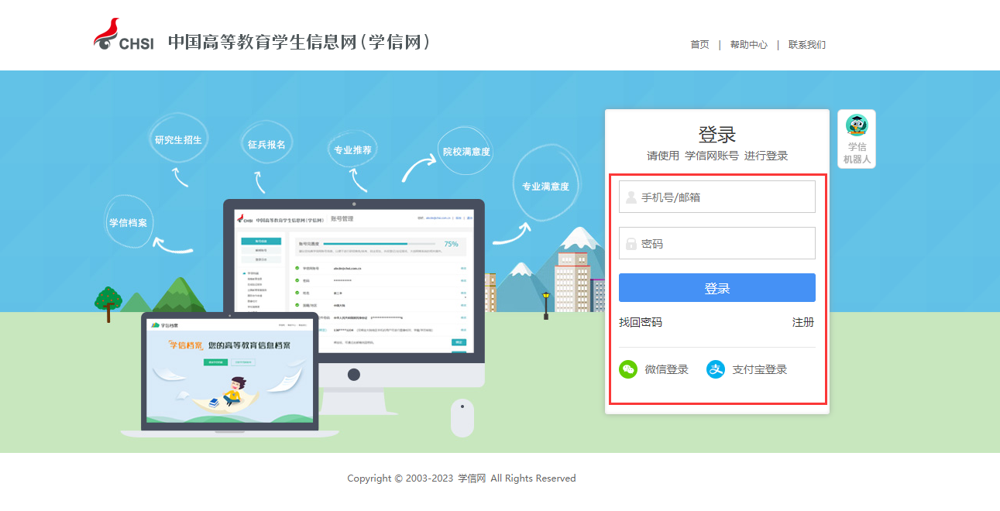 CHSI 中国高等教育学生信息网(学信网)
首页 | 帮助中心 | 联系我们
研究生招生
征兵报名
专业推荐
院校满意度
专业满意度
学信档案
登录
请使用 学信网账号 进行登录
手机号/邮箱
密码
登录
找回密码 注册
微信登录 支付宝登录
学信
机器人
CHSI 中国高等教育学生信息网(学信网) 账号管理
75%
学信档案
学信档案 您的高等教育信息档案
Copyright © 2003-2023 学信网 All Rights Reserved